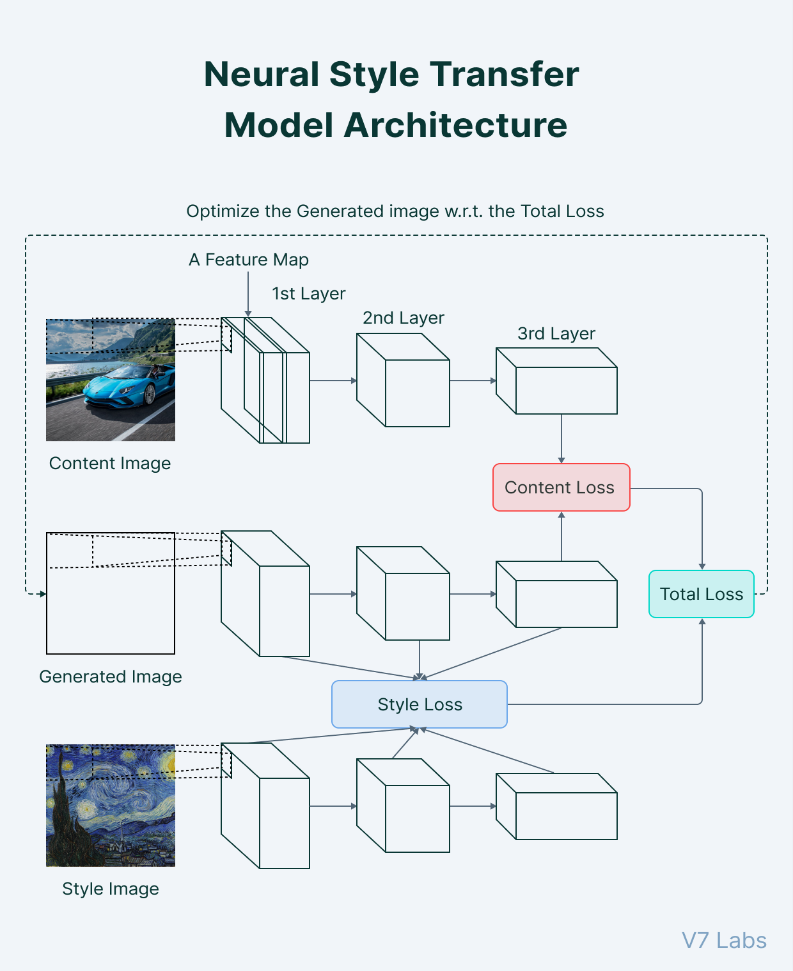 Neural Style Transfer
Model Architecture
Optimize the Generated image w.r.t. the Total Loss
A Feature Map
1st Layer
2nd Layer
3rd Layer
Content Image
Content Loss
Total Loss
Generated Image
Style Loss
Style Image
V7 Labs